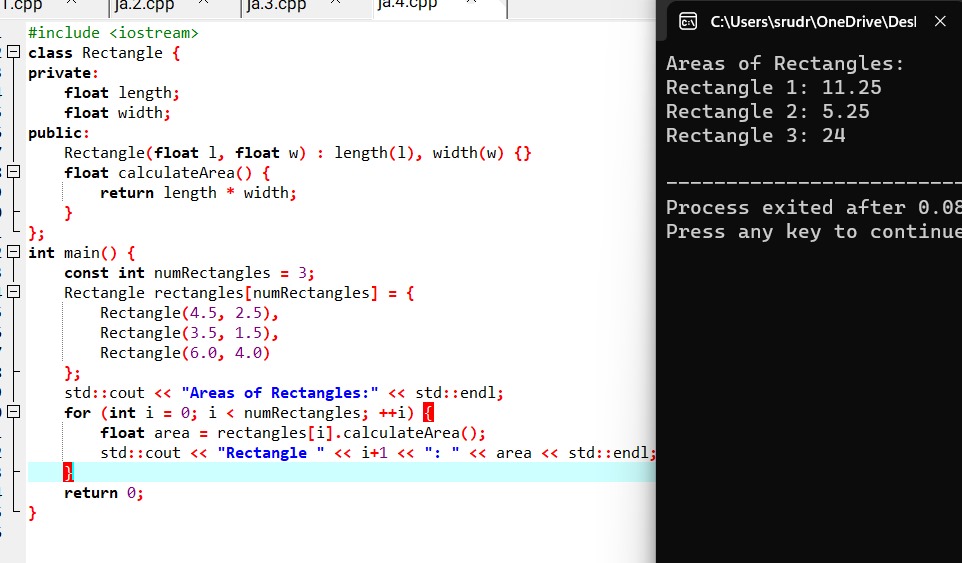 1.cpp ja.2.cpp ja.3.cpp ja.4.cpp
#include <iostream>
class Rectangle {
private:
    float length;
    float width;
public:
    Rectangle(float l, float w) : length(l), width(w) {}
    float calculateArea() {
        return length * width;
    }
};
int main() {
    const int numRectangles = 3;
    Rectangle rectangles[numRectangles] = {
        Rectangle(4.5, 2.5),
        Rectangle(3.5, 1.5),
        Rectangle(6.0, 4.0)
    };
    std::cout << "Areas of Rectangles:" << std::endl;
    for (int i = 0; i < numRectangles; ++i) {
        float area = rectangles[i].calculateArea();
        std::cout << "Rectangle " << i+1 << ": " << area << std::endl;
    }
    return 0;
}
C:\Users\srudr\OneDrive\Desl
Areas of Rectangles:
Rectangle 1: 11.25
Rectangle 2: 5.25
Rectangle 3: 24
-------------------------
Process exited after 0.08
Press any key to continue